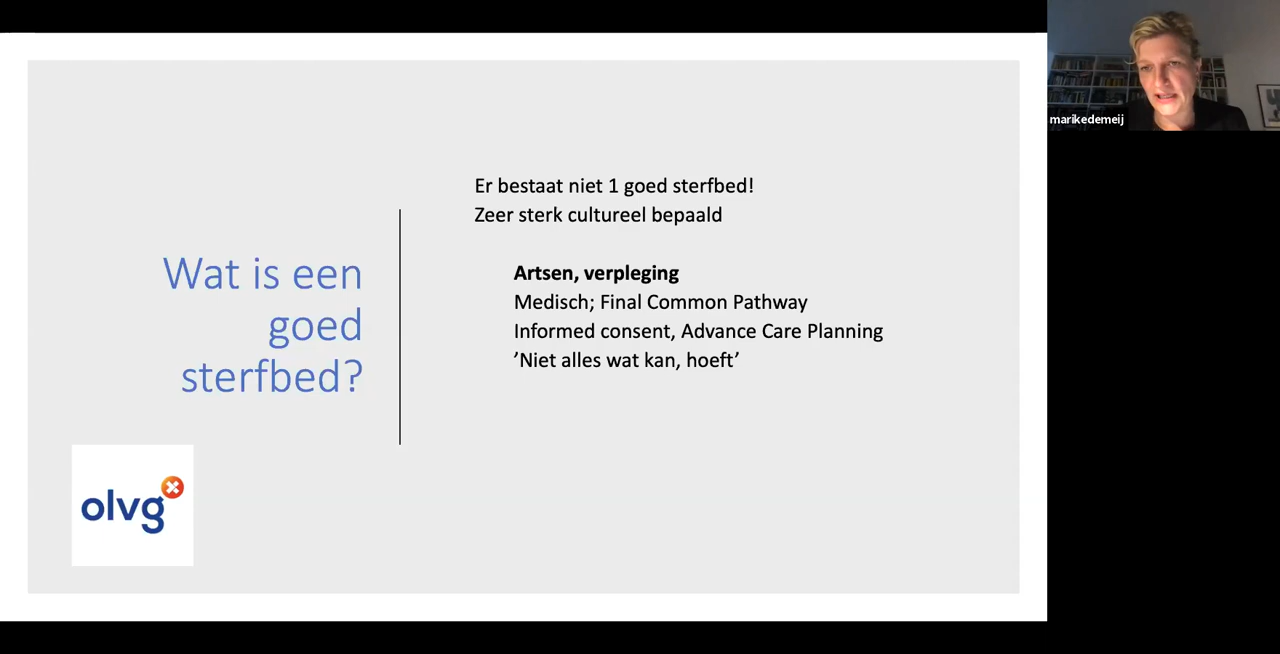 marikedemeij
Er bestaat niet 1 goed sterfbed!
Zeer sterk cultureel bepaald
Wat is een
goed
sterfbed?
Artsen, verpleging
Medisch; Final Common Pathway
Informed consent, Advance Care Planning
’Niet alles wat kan, hoeft’
olvg